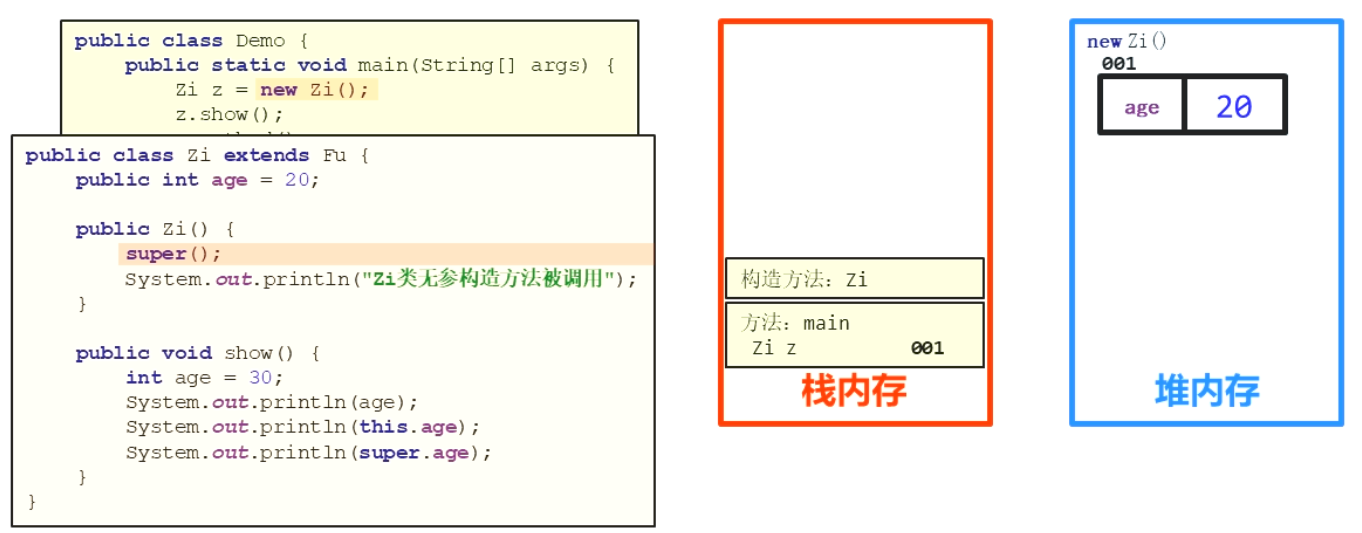 public class Demo {
    public static void main(String[] args) {
        Zi z = new Zi();
        z.show();
public class Zi extends Fu {
    public int age = 20;
    public Zi() {
        super();
        System.out.println("Zi类无参构造方法被调用");
    }
    public void show() {
        int age = 30;
        System.out.println(age);
        System.out.println(this.age);
        System.out.println(super.age);
    }
}
构造方法: Zi
方法: main
Zi z 001
栈内存
new Zi()
001
age 20
堆内存